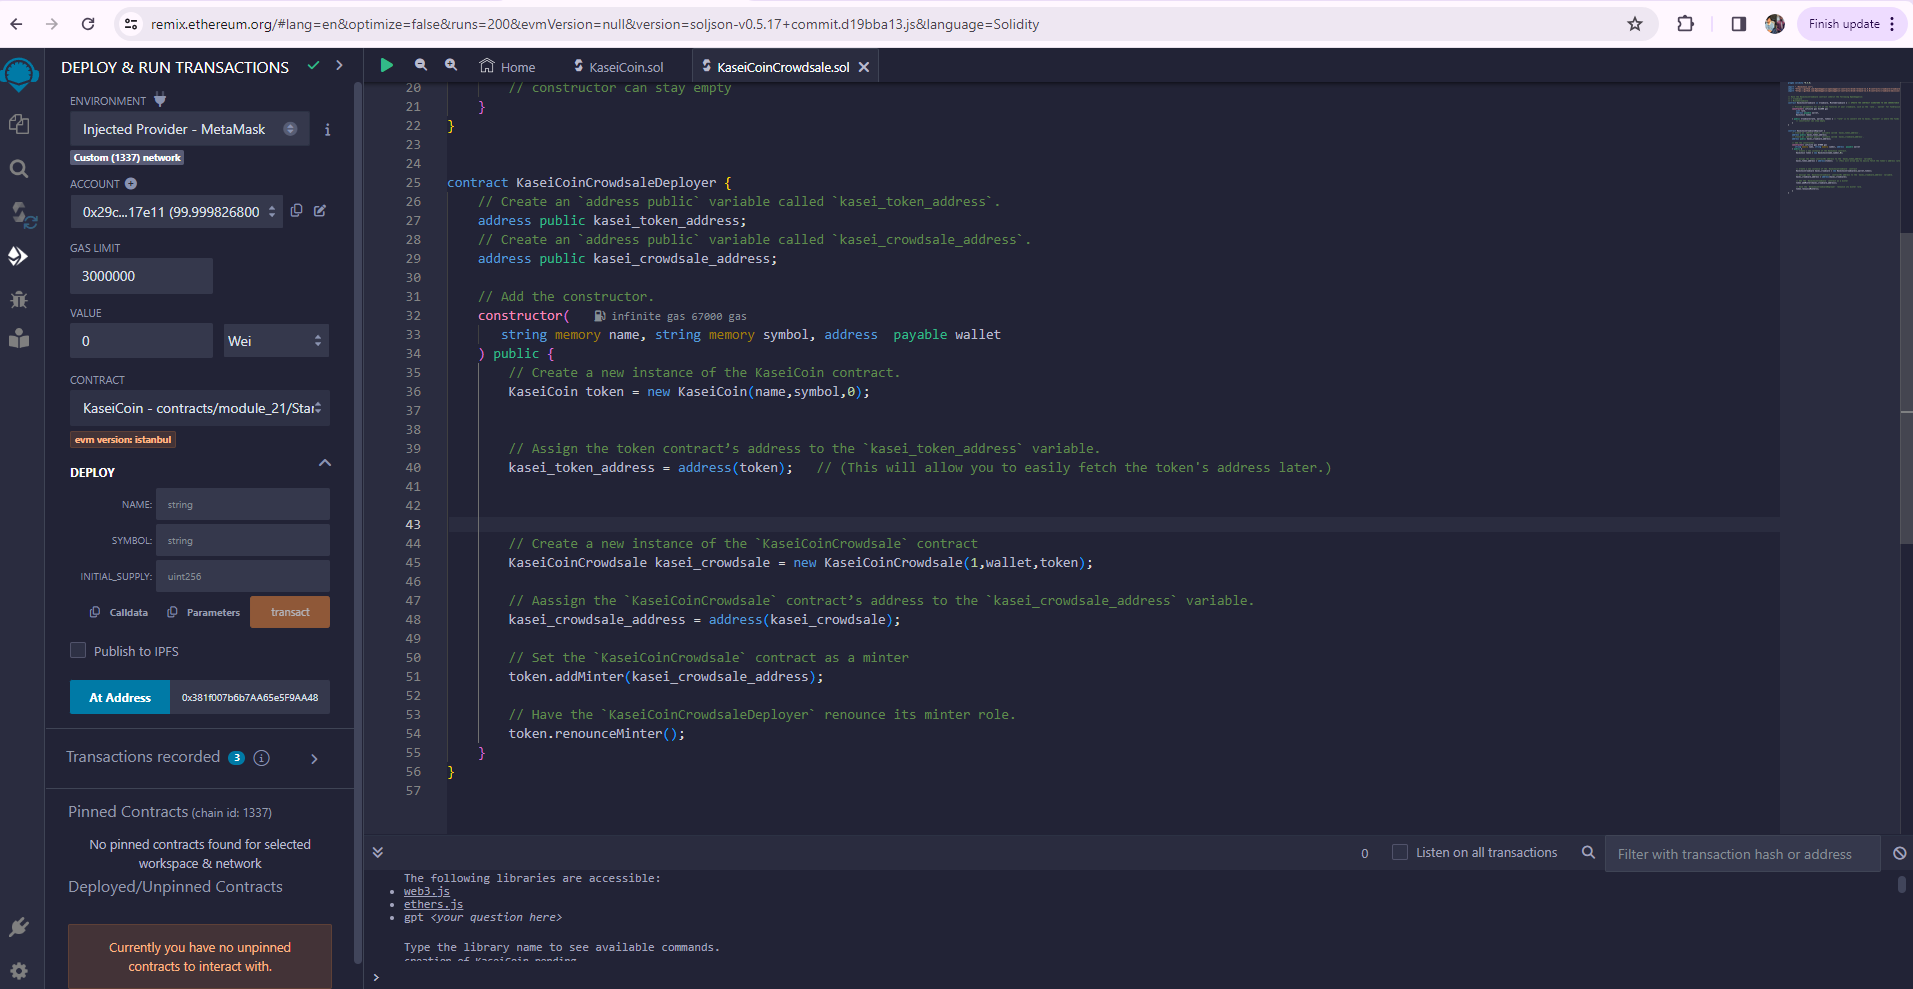 remix.ethereum.org/#lang=en&optimize=false&runs=200&evmVersion=null&version=soljson-v0.5.17+commit.d19bba13.js&language=Solidity
Finish update
DEPLOY & RUN TRANSACTIONS
ENVIRONMENT
Injected Provider - MetaMask
Custom (1337) network
ACCOUNT
0x29c...17e11 (99.999826800
GAS LIMIT
3000000
VALUE
0
Wei
CONTRACT
KaseiCoin - contracts/module_21/Star
evm version: istanbul
DEPLOY
NAME: string
SYMBOL: string
INITIAL_SUPPLY: uint256
Calldata Parameters transact
Publish to IPFS
At Address 0x381f007b6b7AA65e5F9AA48
Transactions recorded 3
Pinned Contracts (chain id: 1337)
No pinned contracts found for selected
workspace & network
Deployed/Unpinned Contracts
Currently you have no unpinned
contracts to interact with.
Home KaseiCoin.sol KaseiCoinCrowdsale.sol
20 // constructor can stay empty
21 }
22 }
23
24
25 contract KaseiCoinCrowdsaleDeployer {
26 // Create an `address public` variable called `kasei_token_address`.
27 address public kasei_token_address;
28 // Create an `address public` variable called `kasei_crowdsale_address`.
29 address public kasei_crowdsale_address;
30
31 // Add the constructor.
32 constructor( infinite gas 67000 gas
33 string memory name, string memory symbol, address  payable wallet
34 ) public {
35 // Create a new instance of the KaseiCoin contract.
36 KaseiCoin token = new KaseiCoin(name,symbol,0);
37
38
39 // Assign the token contract’s address to the `kasei_token_address` variable.
40 kasei_token_address = address(token);   // (This will allow you to easily fetch the token's address later.)
41
42
43
44 // Create a new instance of the `KaseiCoinCrowdsale` contract
45 KaseiCoinCrowdsale kasei_crowdsale = new KaseiCoinCrowdsale(1,wallet,token);
46
47 // Aassign the `KaseiCoinCrowdsale` contract’s address to the `kasei_crowdsale_address` variable.
48 kasei_crowdsale_address = address(kasei_crowdsale);
49
50 // Set the `KaseiCoinCrowdsale` contract as a minter
51 token.addMinter(kasei_crowdsale_address);
52
53 // Have the `KaseiCoinCrowdsaleDeployer` renounce its minter role.
54 token.renounceMinter();
55 }
56 }
57
0 Listen on all transactions Filter with transaction hash or address
The following libraries are accessible:
• web3.js
• ethers.js
• gpt <your question here>
Type the library name to see available commands.
creation of KaseiCoin pending
>